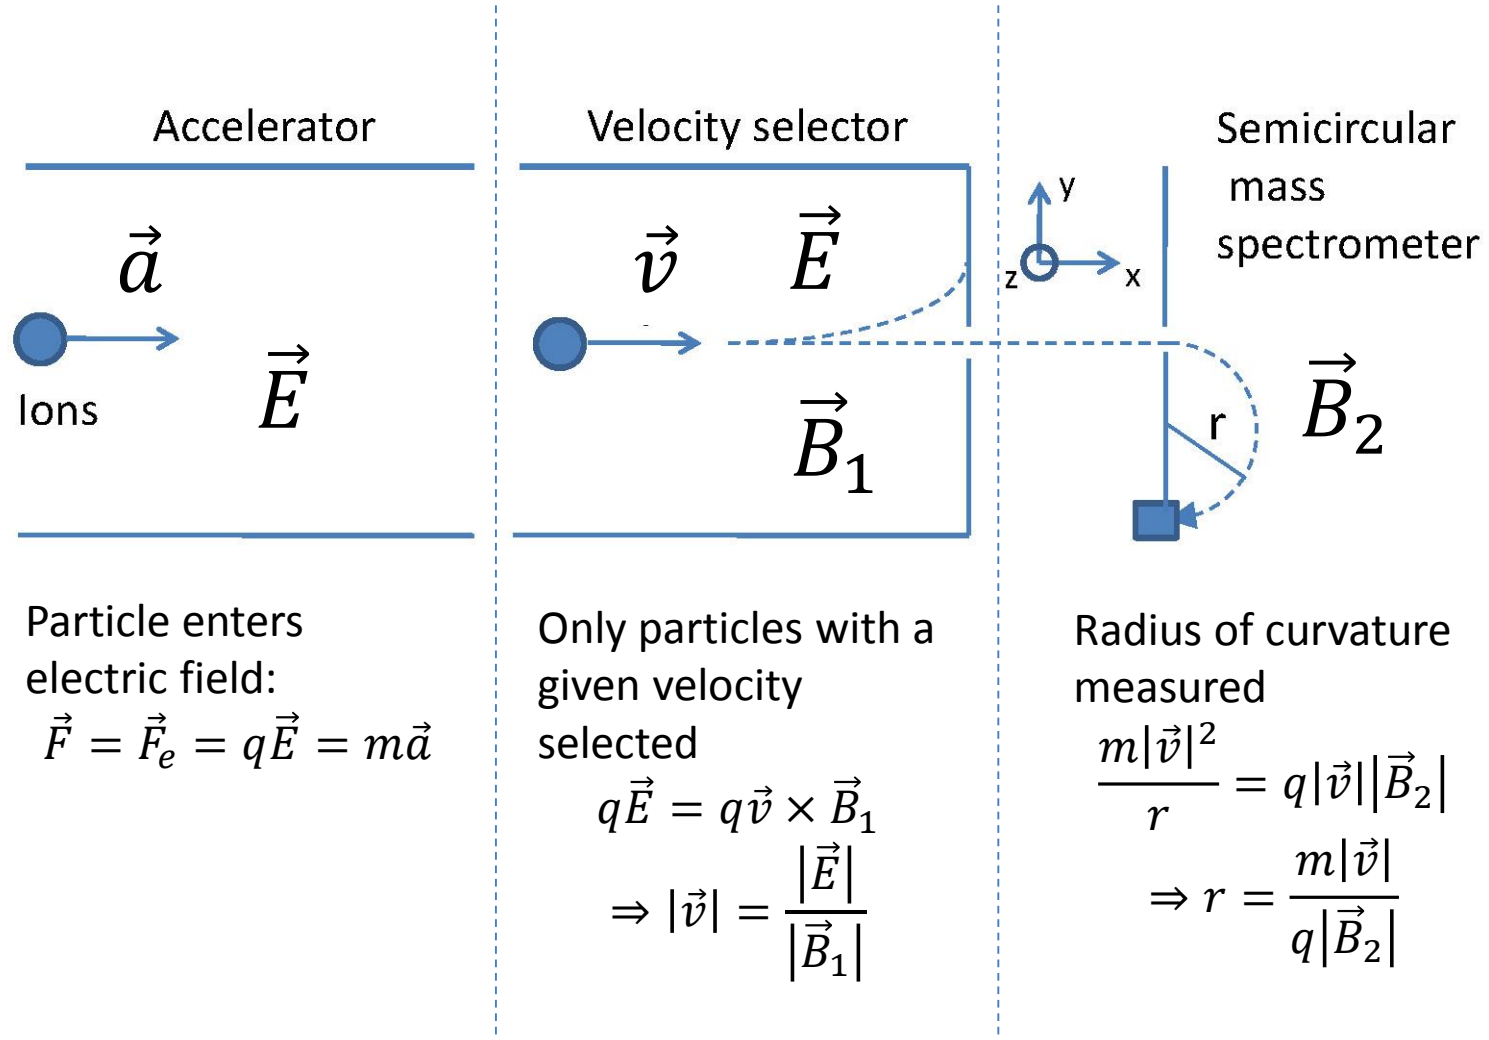 Accelerator
a⃗
E⃗
Ions
Particle enters
electric field:
F⃗ = F⃗ₑ = qE⃗ = ma⃗
Velocity selector
v⃗ E⃗
B⃗₁
Only particles with a
given velocity
selected
qE⃗ = qv⃗ × B⃗₁
⇒ |v⃗| = |E⃗| / |B⃗₁|
Semicircular
mass
spectrometer
y
z x
r
B⃗₂
Radius of curvature
measured
m|v⃗|² / r = q|v⃗||B⃗₂|
⇒ r = m|v⃗| / q|B⃗₂|